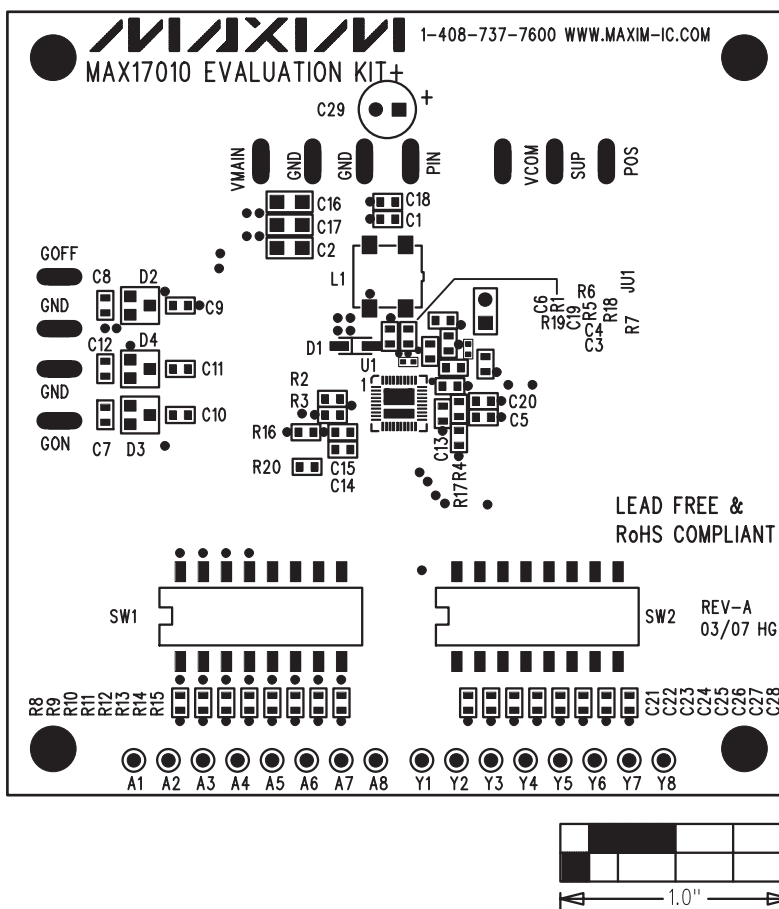 MAXIM
1-408-737-7600 WWW.MAXIM-IC.COM
MAX17010 EVALUATION KIT+
C29
+
VMAIN
GND
GND
PIN
VCOM
SUP
POS
C16
C17
C2
C18
C1
L1
GOFF
GND
GND
GON
C8
D2
C9
C12
D4
C11
C7
D3
C10
D1
U1
1
C6
R1
R19
C19
R6
R5
C4
C3
R18
JU1
R7
R2
R3
R16
R20
C15
C14
C20
C5
C13
R4
R17
LEAD FREE &
RoHS COMPLIANT
SW1
SW2
REV-A
03/07 HG
R8
R9
R10
R11
R12
R13
R14
R15
C21
C22
C23
C24
C25
C26
C27
C28
A1 A2 A3 A4 A5 A6 A7 A8 Y1 Y2 Y3 Y4 Y5 Y6 Y7 Y8
1.0"